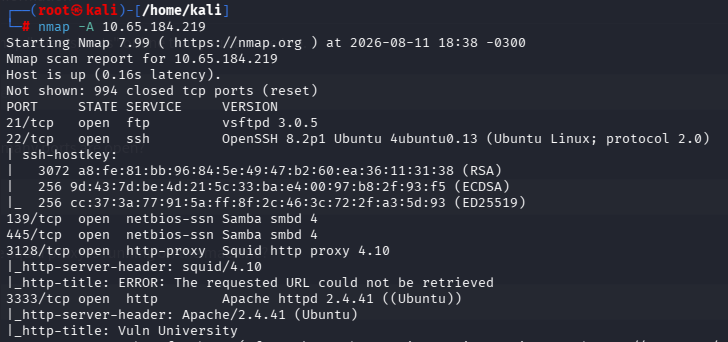 ┌──(root㉿kali)-[/home/kali]
└─# nmap -A 10.65.184.219
Starting Nmap 7.99 ( https://nmap.org ) at 2026-08-11 18:38 -0300
Nmap scan report for 10.65.184.219
Host is up (0.16s latency).
Not shown: 994 closed tcp ports (reset)
PORT     STATE SERVICE     VERSION
21/tcp   open  ftp         vsftpd 3.0.5
22/tcp   open  ssh         OpenSSH 8.2p1 Ubuntu 4ubuntu0.13 (Ubuntu Linux; protocol 2.0)
| ssh-hostkey:
|   3072 a8:fe:81:bb:96:84:5e:49:47:b2:60:ea:36:11:31:38 (RSA)
|   256 9d:43:7d:be:4d:21:5c:33:ba:e4:00:97:b8:2f:93:f5 (ECDSA)
|_  256 cc:37:3a:77:91:5a:ff:8f:2c:46:3c:72:2f:a3:5d:93 (ED25519)
139/tcp  open  netbios-ssn Samba smbd 4
445/tcp  open  netbios-ssn Samba smbd 4
3128/tcp open  http-proxy  Squid http proxy 4.10
|_http-server-header: squid/4.10
|_http-title: ERROR: The requested URL could not be retrieved
3333/tcp open  http        Apache httpd 2.4.41 ((Ubuntu))
|_http-server-header: Apache/2.4.41 (Ubuntu)
|_http-title: Vuln University